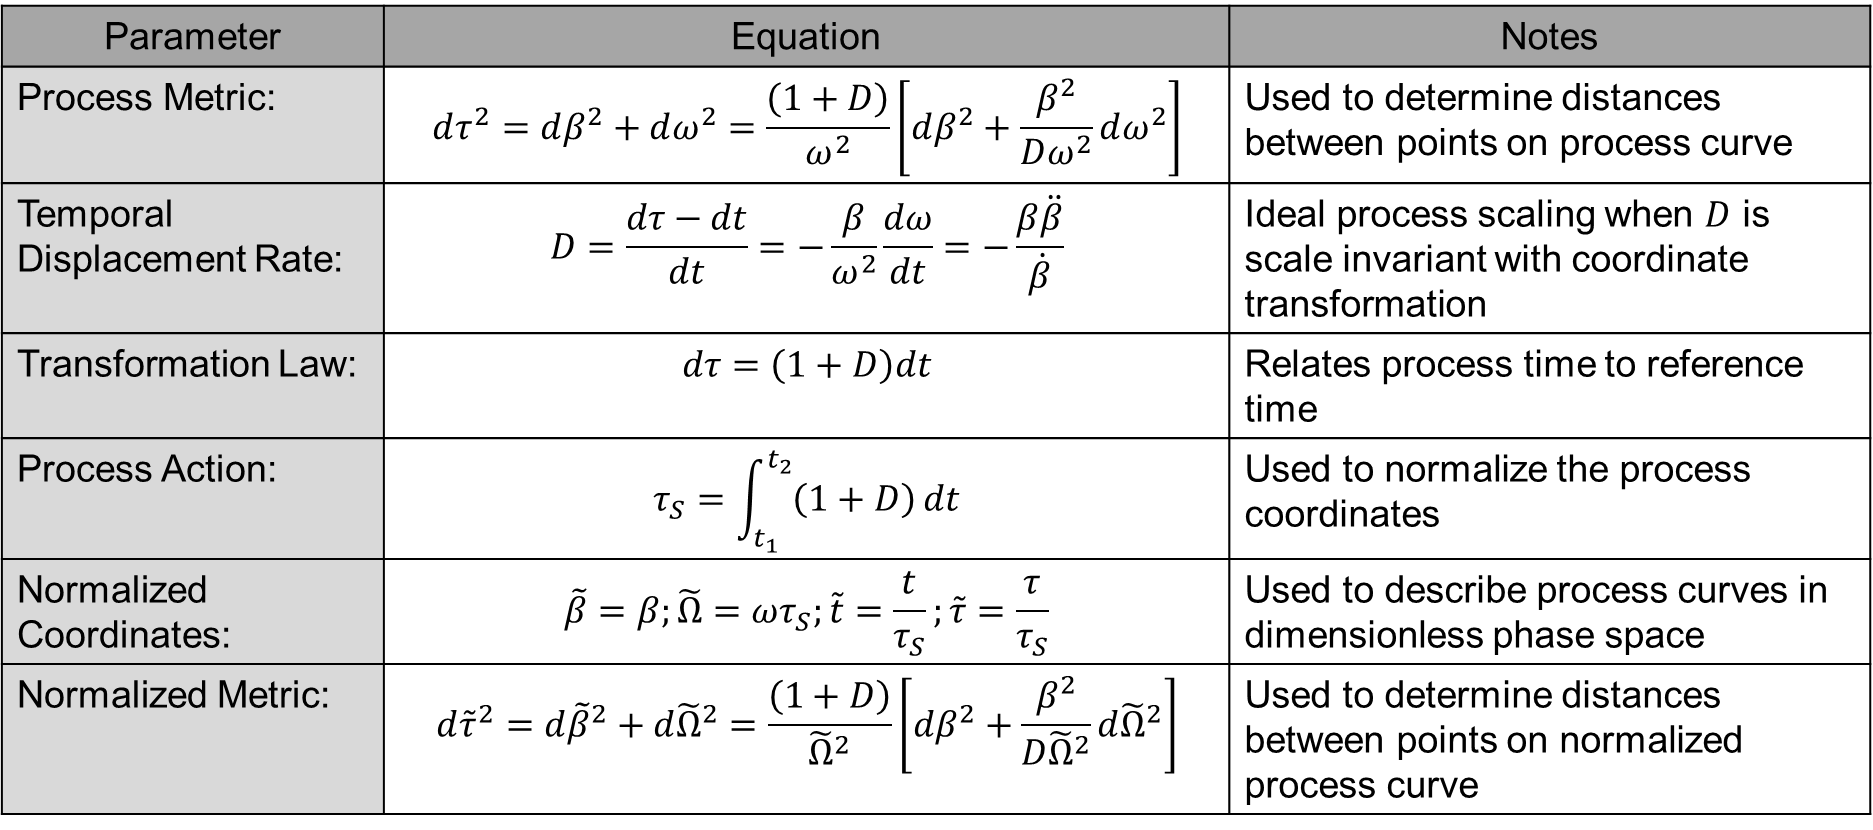 Parameter
Equation
Notes
Process Metric:
dτ² = dβ² + dω² = (1 + D)/ω² [dβ² + β²/(Dω²) dω²]
Used to determine distances
between points on process curve
Temporal
Displacement Rate:
D = (dτ − dt)/dt = −(β/ω²)(dω/dt) = −(ββ̈)/β̇
Ideal process scaling when D is
scale invariant with coordinate
transformation
Transformation Law:
dτ = (1 + D)dt
Relates process time to reference
time
Process Action:
τ_S = ∫_{t₁}^{t₂} (1 + D) dt
Used to normalize the process
coordinates
Normalized
Coordinates:
β̃ = β; Ω̃ = ωτ_S; t̃ = t/τ_S; τ̃ = τ/τ_S
Used to describe process curves in
dimensionless phase space
Normalized Metric:
dτ̃² = dβ̃² + dΩ̃² = (1 + D)/Ω̃² [dβ² + β²/(DΩ̃²) dΩ̃²]
Used to determine distances
between points on normalized
process curve